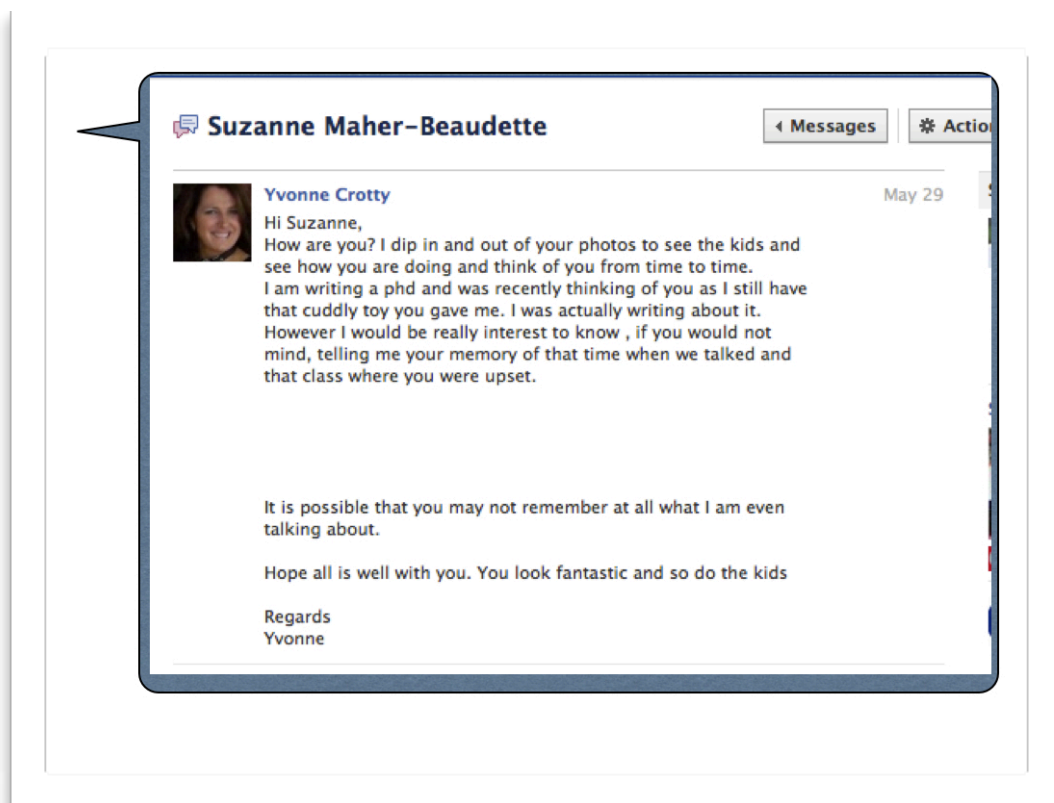 Suzanne Maher-Beaudette
Messages
Yvonne Crotty
May 29
Hi Suzanne,
How are you? I dip in and out of your photos to see the kids and
see how you are doing and think of you from time to time.
I am writing a phd and was recently thinking of you as I still have
that cuddly toy you gave me. I was actually writing about it.
However I would be really interest to know , if you would not
mind, telling me your memory of that time when we talked and
that class where you were upset.
It is possible that you may not remember at all what I am even
talking about.
Hope all is well with you. You look fantastic and so do the kids
Regards
Yvonne